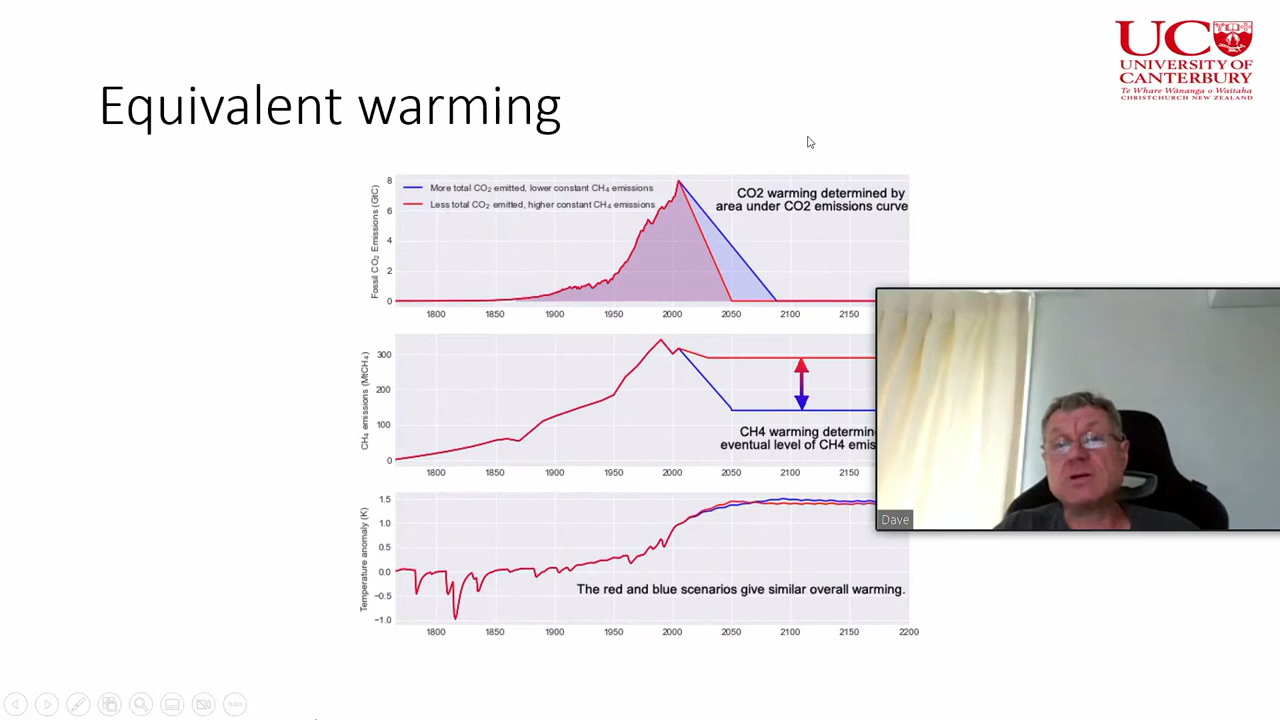 UC
UNIVERSITY OF
CANTERBURY
Te Whare Wānanga o Waitaha
CHRISTCHURCH NEW ZEALAND
Equivalent warming
More total CO₂ emitted, lower constant CH₄ emissions
Less total CO₂ emitted, higher constant CH₄ emissions
CO2 warming determined by
area under CO2 emissions curve
Fossil CO₂ Emissions (GtC)
8
6
4
2
0
1800 1850 1900 1950 2000 2050 2100 2150
CH₄ emissions (MtCH₄)
300
200
100
0
CH4 warming determin
eventual level of CH4 emis
1800 1850 1900 1950 2000 2050 2100 2150
Temperature anomaly (K)
1.5
1.0
0.5
0.0
−0.5
−1.0
The red and blue scenarios give similar overall warming.
1800 1850 1900 1950 2000 2050 2100 2150 2200
Dave